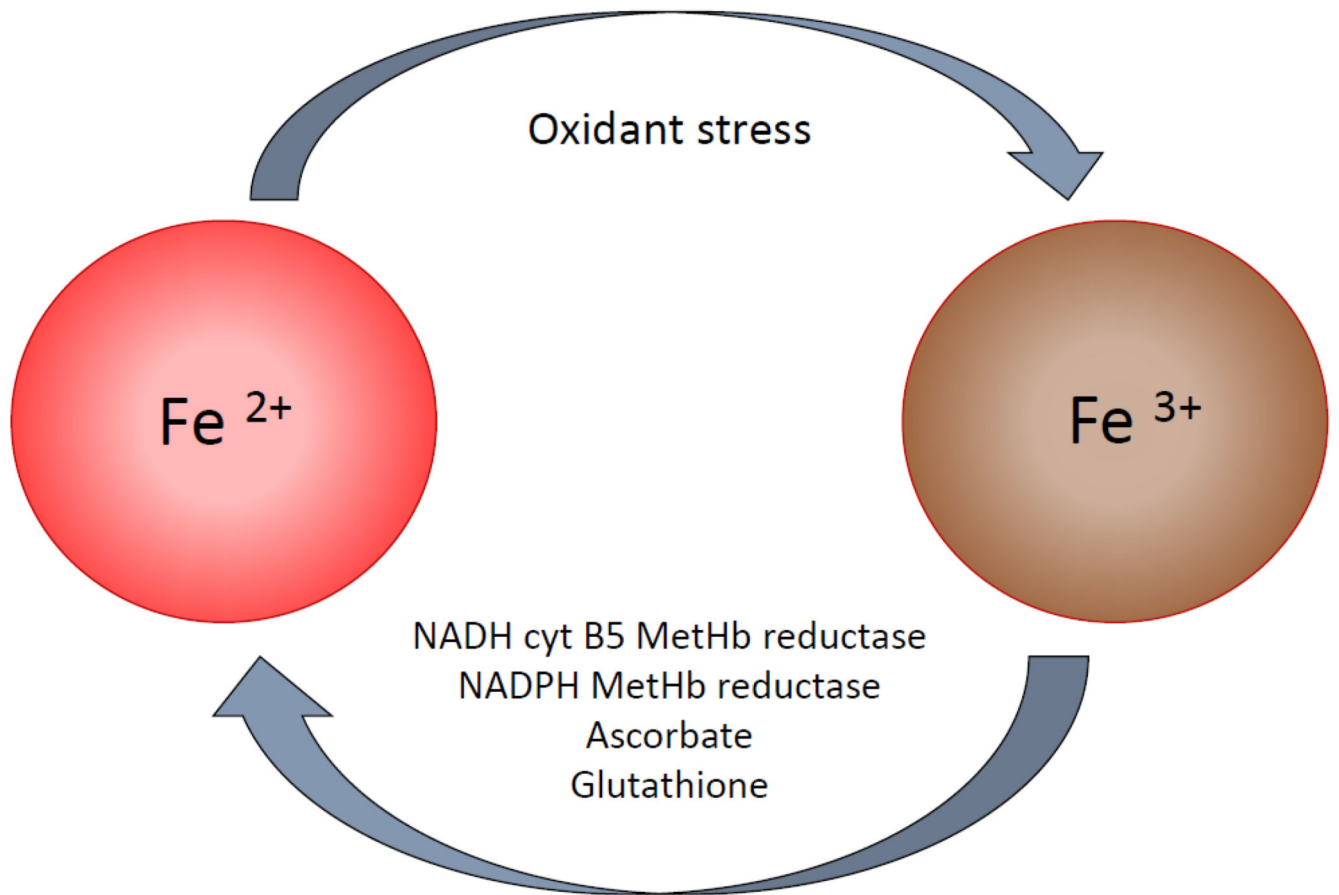 Oxidant stress
Fe 2+
Fe 3+
NADH cyt B5 MetHb reductase
NADPH MetHb reductase
Ascorbate
Glutathione